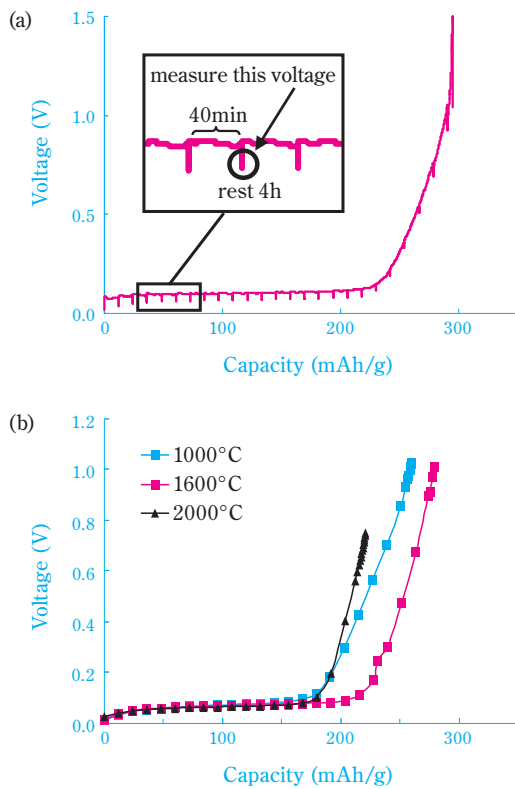 (a)
1.5
1.0
0.5
0.0
Voltage (V)
measure this voltage
40min
rest 4h
0
100
200
300
Capacity (mAh/g)
(b)
1.2
1.0
0.8
0.6
0.4
0.2
0.0
Voltage (V)
1000°C
1600°C
2000°C
0
100
200
300
Capacity (mAh/g)